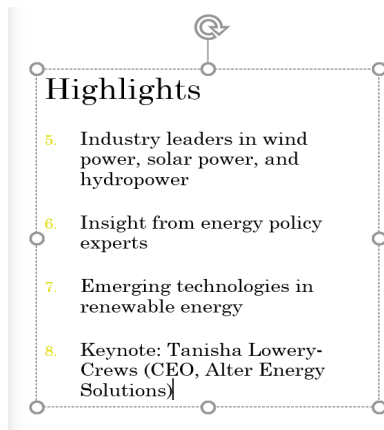 Highlights
5. Industry leaders in wind
power, solar power, and
hydropower
6. Insight from energy policy
experts
7. Emerging technologies in
renewable energy
8. Keynote: Tanisha Lowery-
Crews (CEO, Alter Energy
Solutions)